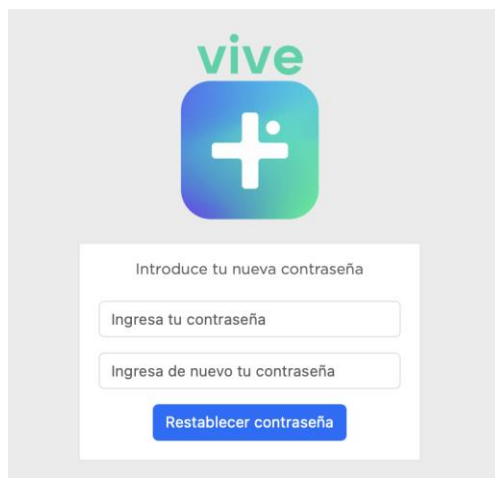 vive
Introduce tu nueva contraseña
Ingresa tu contraseña
Ingresa de nuevo tu contraseña
Restablecer contraseña